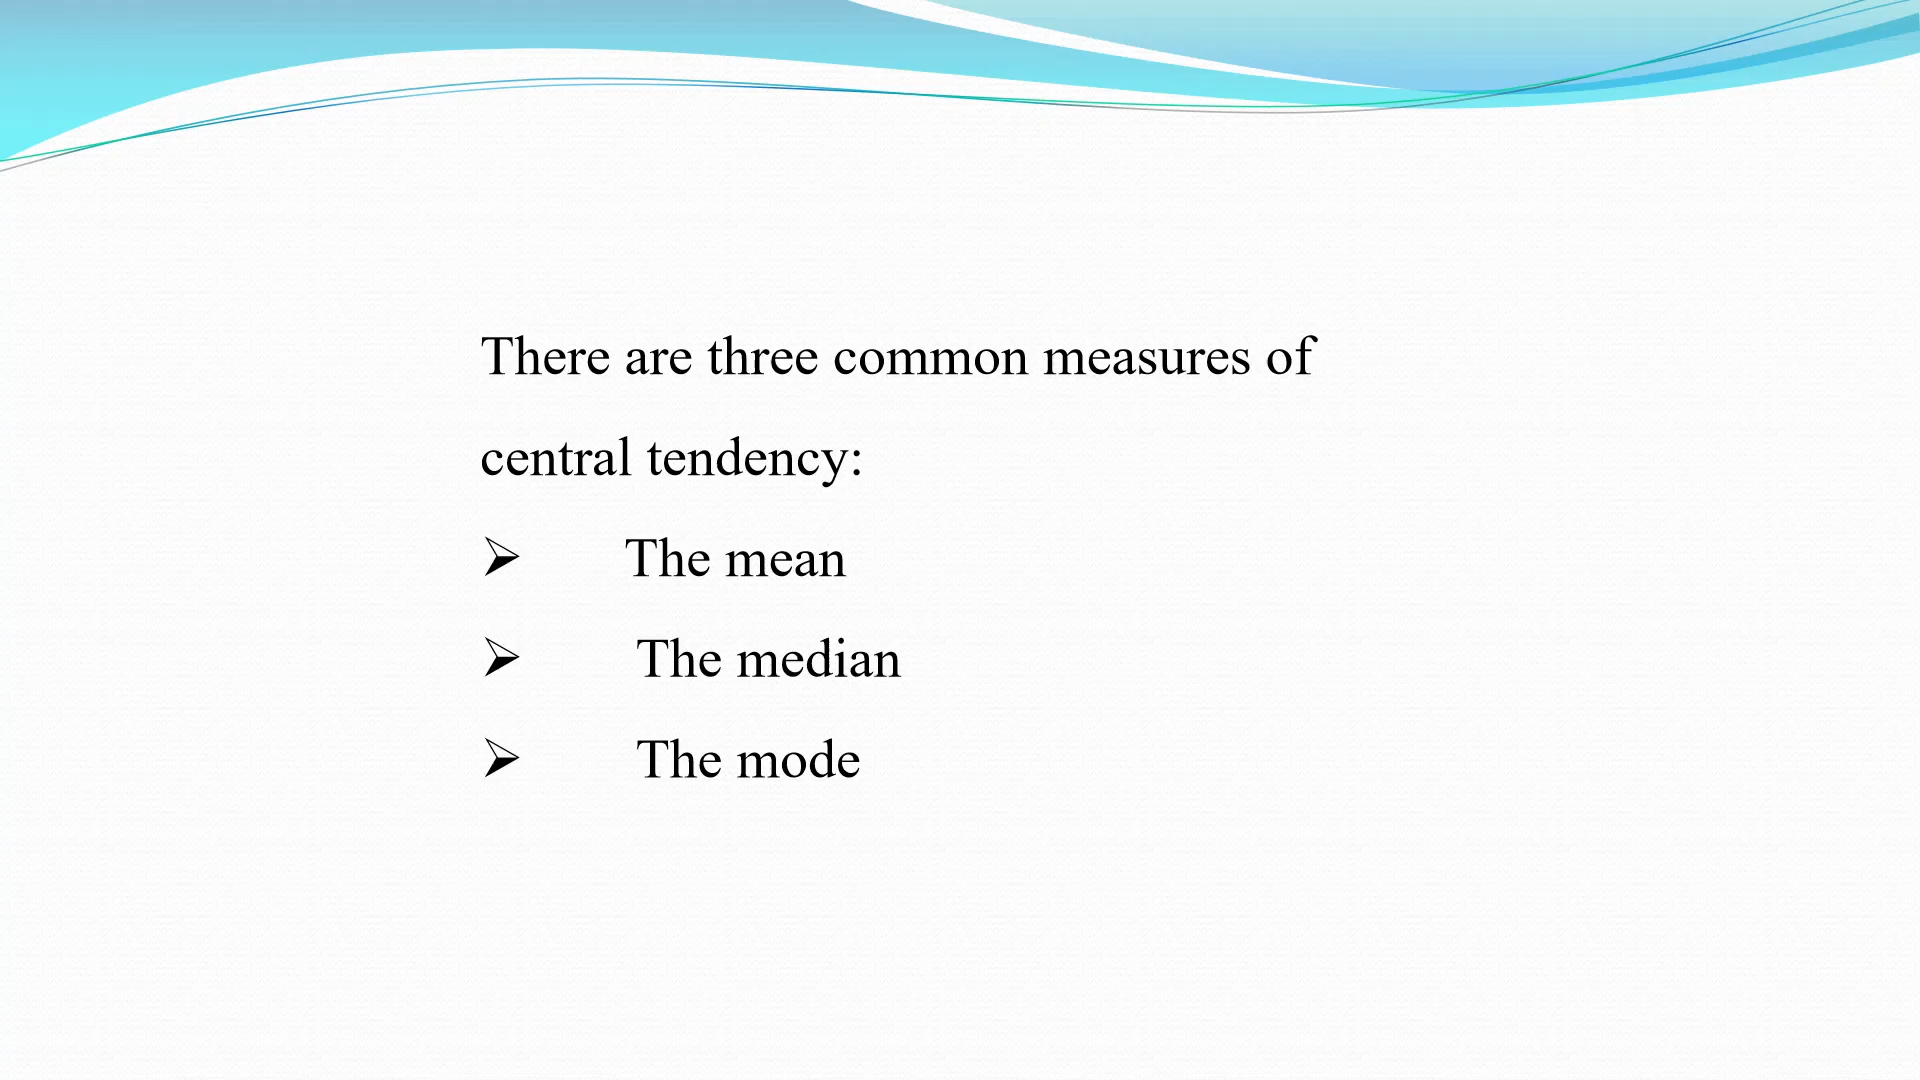 There are three common measures of
central tendency:
➢ The mean
➢ The median
➢ The mode